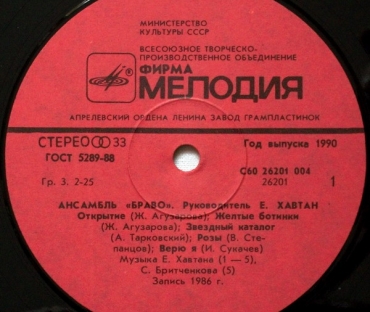 МИНИСТЕРСТВО
КУЛЬТУРЫ СССР
ВСЕСОЮЗНОЕ ТВОРЧЕСКО-
ПРОИЗВОДСТВЕННОЕ ОБЪЕДИНЕНИЕ
ФИРМА
МЕЛОДИЯ
АПРЕЛЕВСКИЙ ОРДЕНА ЛЕНИНА ЗАВОД ГРАМПЛАСТИНОК
СТЕРЕО 33
Год выпуска 1990
ГОСТ 5289-88
С60 26201 004
Гр. 3. 2-25
26201
1
АНСАМБЛЬ «БРАВО». Руководитель Е. ХАВТАН
Открытие (Ж. Агузарова); Желтые ботинки
(Ж. Агузарова); Звездный каталог
(А. Тарковский); Розы (В. Сте-
панцов); Верю я (И. Сукачев)
Музыка Е. Хавтана (1 — 5),
С. Бритченкова (5)
Запись 1986 г.